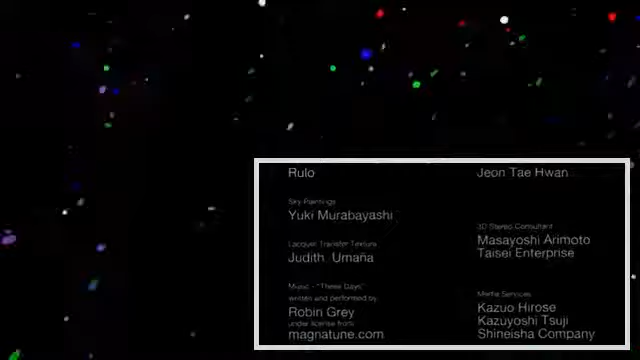 Rulo
Sky Paintings
Yuki Murabayashi
Lacquer Transfer Texture
Judith Umaña
Music - "Three Days"
written and performed by
Robin Grey
under license from
magnatune.com
Jeon Tae Hwan
3D Stereo Consultant
Masayoshi Arimoto
Taisei Enterprise
Services
Kazuo Hirose
Kazuyoshi Tsuji
Shineisha Company